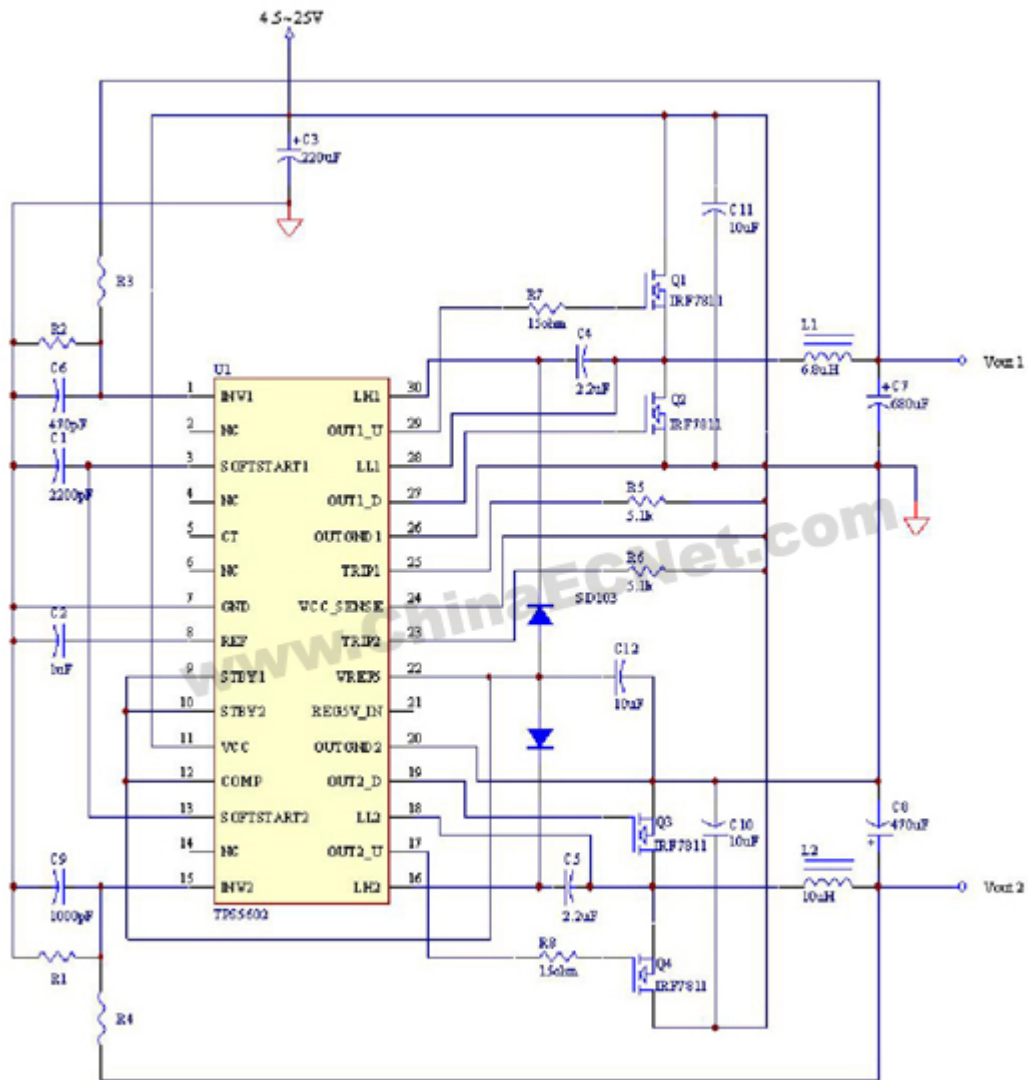 4.5~25V
C3
220uF
C11
10uF
R3
R2
C6
470pF
C1
2200pF
C2
1uF
C9
1000pF
R1
R4
U1
1 INV1 LH1 30
2 NC OUT1_U 29
3 SOFTSTART1 LL1 28
4 NC OUT1_D 27
5 CT OUTGND1 26
6 NC TRIP1 25
7 GND VCC_SENSE 24
8 REF TRIP2 23
9 STBY1 VREF5 22
10 STBY2 REG5V_IN 21
11 VCC OUTGND2 20
12 COMP OUT2_D 19
13 SOFTSTART2 LL2 18
14 NC OUT2_U 17
15 INV2 LH2 16
TPS5602
R7
15ohm
Q1
IRF7811
C4
2.2uF
L1
6.8uH
Vout1
Q2
IRF7811
C7
680uF
R5
5.1k
R6
5.1k
SD103
C12
10uF
Q3
IRF7811
C10
10uF
C8
470uF
C5
2.2uF
L2
10uH
Vout2
R8
15ohm
Q4
IRF7811
www.ChinaECNet.com